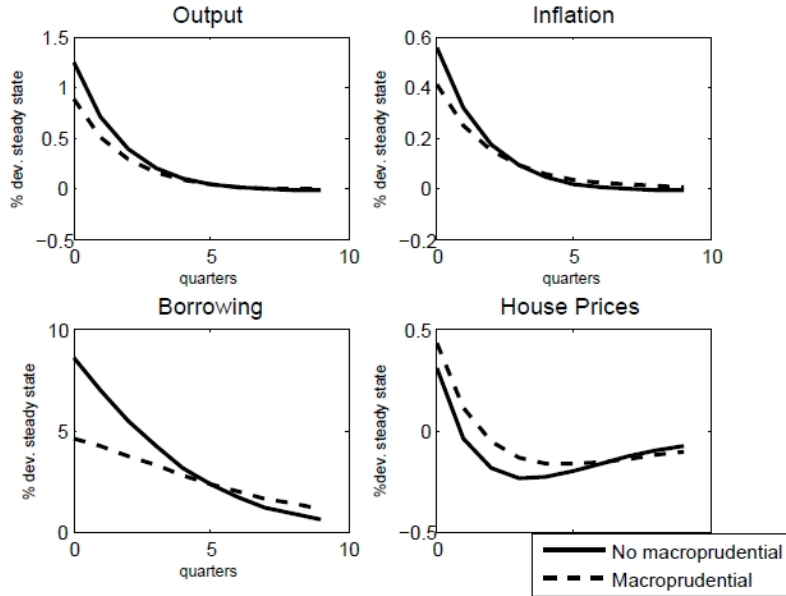 Output
1.5
1
0.5
0
−0.5
0
5
10
% dev. steady state
quarters
Inflation
0.6
0.4
0.2
0
−0.2
0
5
10
% dev. steady state
quarters
Borrowing
10
5
0
0
5
10
% dev. steady state
quarters
House Prices
0.5
0
−0.5
0
%dev. steady state
No macroprudential
Macroprudential